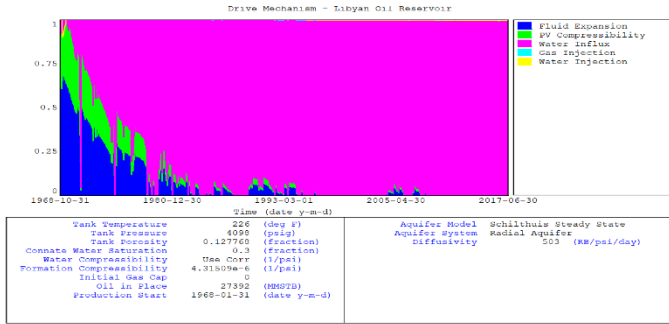 Drive Mechanism - Libyan Oil Reservoir
1
0.75
0.5
0.25
0
1968-10-31 1980-12-30 1993-03-01 2005-04-30 2017-06-30
Time (date y-m-d)
Fluid Expansion
PV Compressibility
Water Influx
Gas Injection
Water Injection
Tank Temperature 226 (deg F)
Tank Pressure 4098 (psig)
Tank Porosity 0.127768 (fraction)
Connate Water Saturation 0.3 (fraction)
Water Compressibility Use Corr (1/psi)
Formation Compressibility 4.31509e-6 (1/psi)
Initial Gas Cap 0
Oil in Place 27392 (MMSTB)
Production Start 1968-01-31 (date y-m-d)
Aquifer Model Schilthuis Steady State
Aquifer System Radial Aquifer
Diffusivity 503 (RB/psi/day)